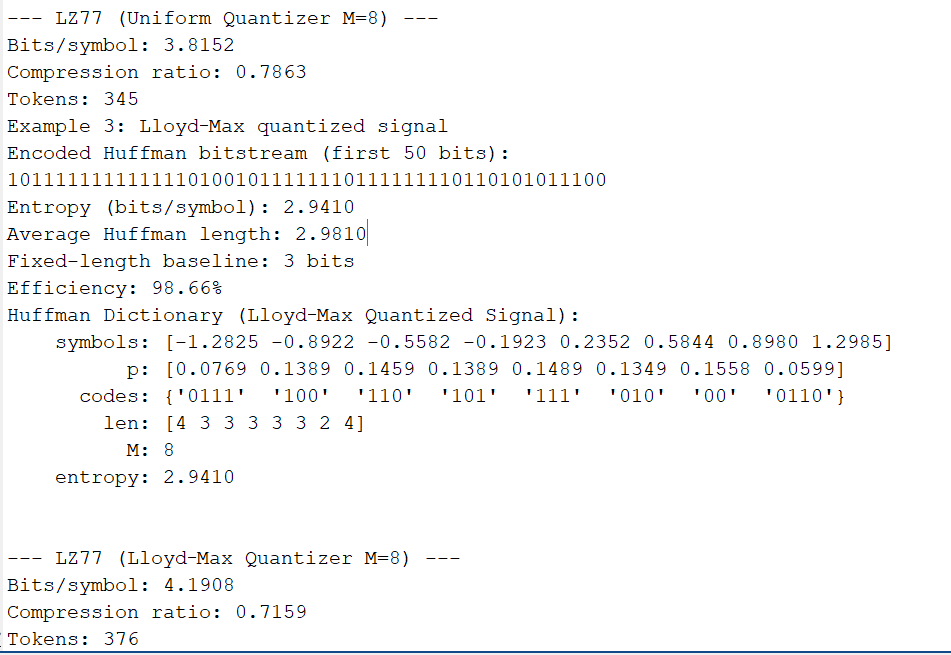 --- LZ77 (Uniform Quantizer M=8) ---
Bits/symbol: 3.8152
Compression ratio: 0.7863
Tokens: 345
Example 3: Lloyd-Max quantized signal
Encoded Huffman bitstream (first 50 bits):
10111111111111101001011111110111111110110101011100
Entropy (bits/symbol): 2.9410
Average Huffman length: 2.9810
Fixed-length baseline: 3 bits
Efficiency: 98.66%
Huffman Dictionary (Lloyd-Max Quantized Signal):
symbols: [-1.2825 -0.8922 -0.5582 -0.1923 0.2352 0.5844 0.8980 1.2985]
p: [0.0769 0.1389 0.1459 0.1389 0.1489 0.1349 0.1558 0.0599]
codes: {'0111' '100' '110' '101' '111' '010' '00' '0110'}
len: [4 3 3 3 3 3 2 4]
M: 8
entropy: 2.9410
--- LZ77 (Lloyd-Max Quantizer M=8) ---
Bits/symbol: 4.1908
Compression ratio: 0.7159
Tokens: 376